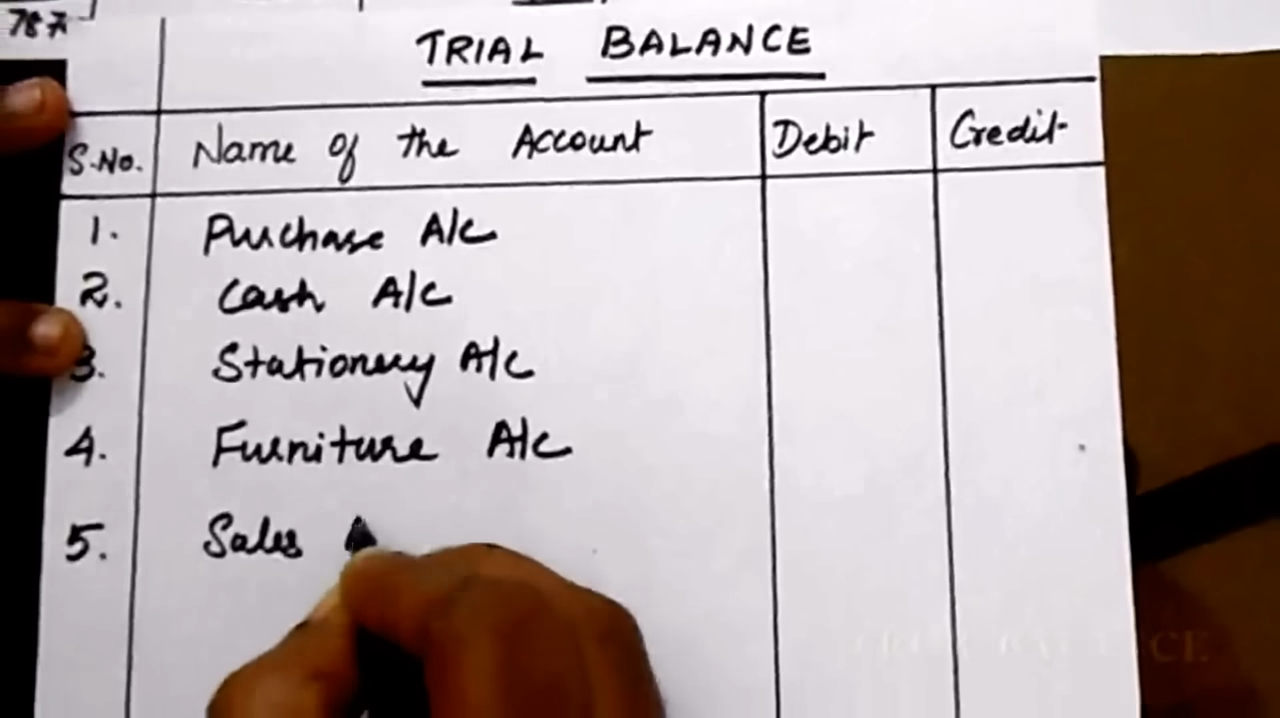 787
TRIAL BALANCE
S.No. Name of the Account Debit Credit
1. Purchase A/c
2. Cash A/c
3. Stationery A/c
4. Furniture A/c
5. Sales